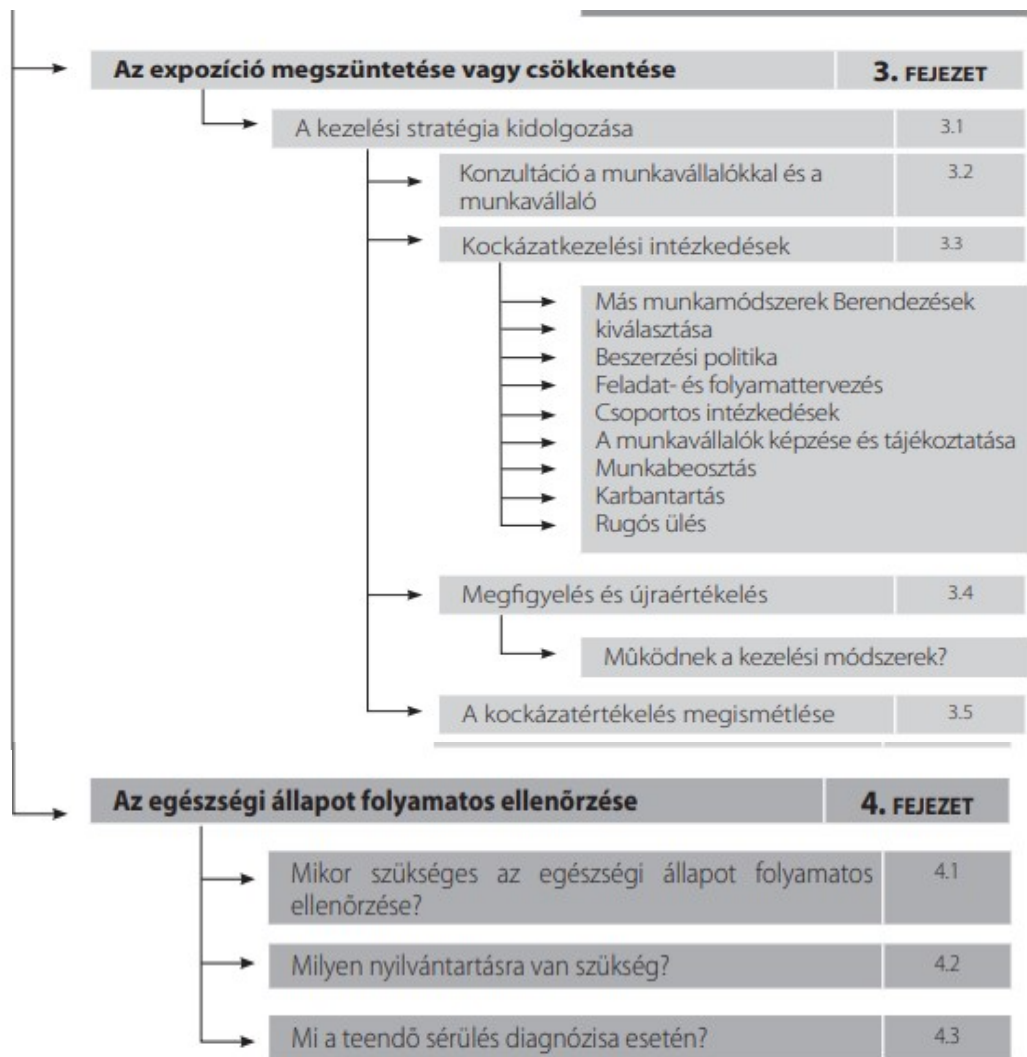 Az expozíció megszüntetése vagy csökkentése 3. FEJEZET
A kezelési stratégia kidolgozása 3.1
Konzultáció a munkavállalókkal és a 3.2
munkavállaló
Kockázatkezelési intézkedések 3.3
Más munkamódszerek Berendezések
kiválasztása
Beszerzési politika
Feladat- és folyamattervezés
Csoportos intézkedések
A munkavállalók képzése és tájékoztatása
Munkabeosztás
Karbantartás
Rugós ülés
Megfigyelés és újraértékelés 3.4
Mûködnek a kezelési módszerek?
A kockázatértékelés megismétlése 3.5
Az egészségi állapot folyamatos ellenõrzése 4. FEJEZET
Mikor szükséges az egészségi állapot folyamatos 4.1
ellenõrzése?
Milyen nyilvántartásra van szükség? 4.2
Mi a teendõ sérülés diagnózisa esetén? 4.3